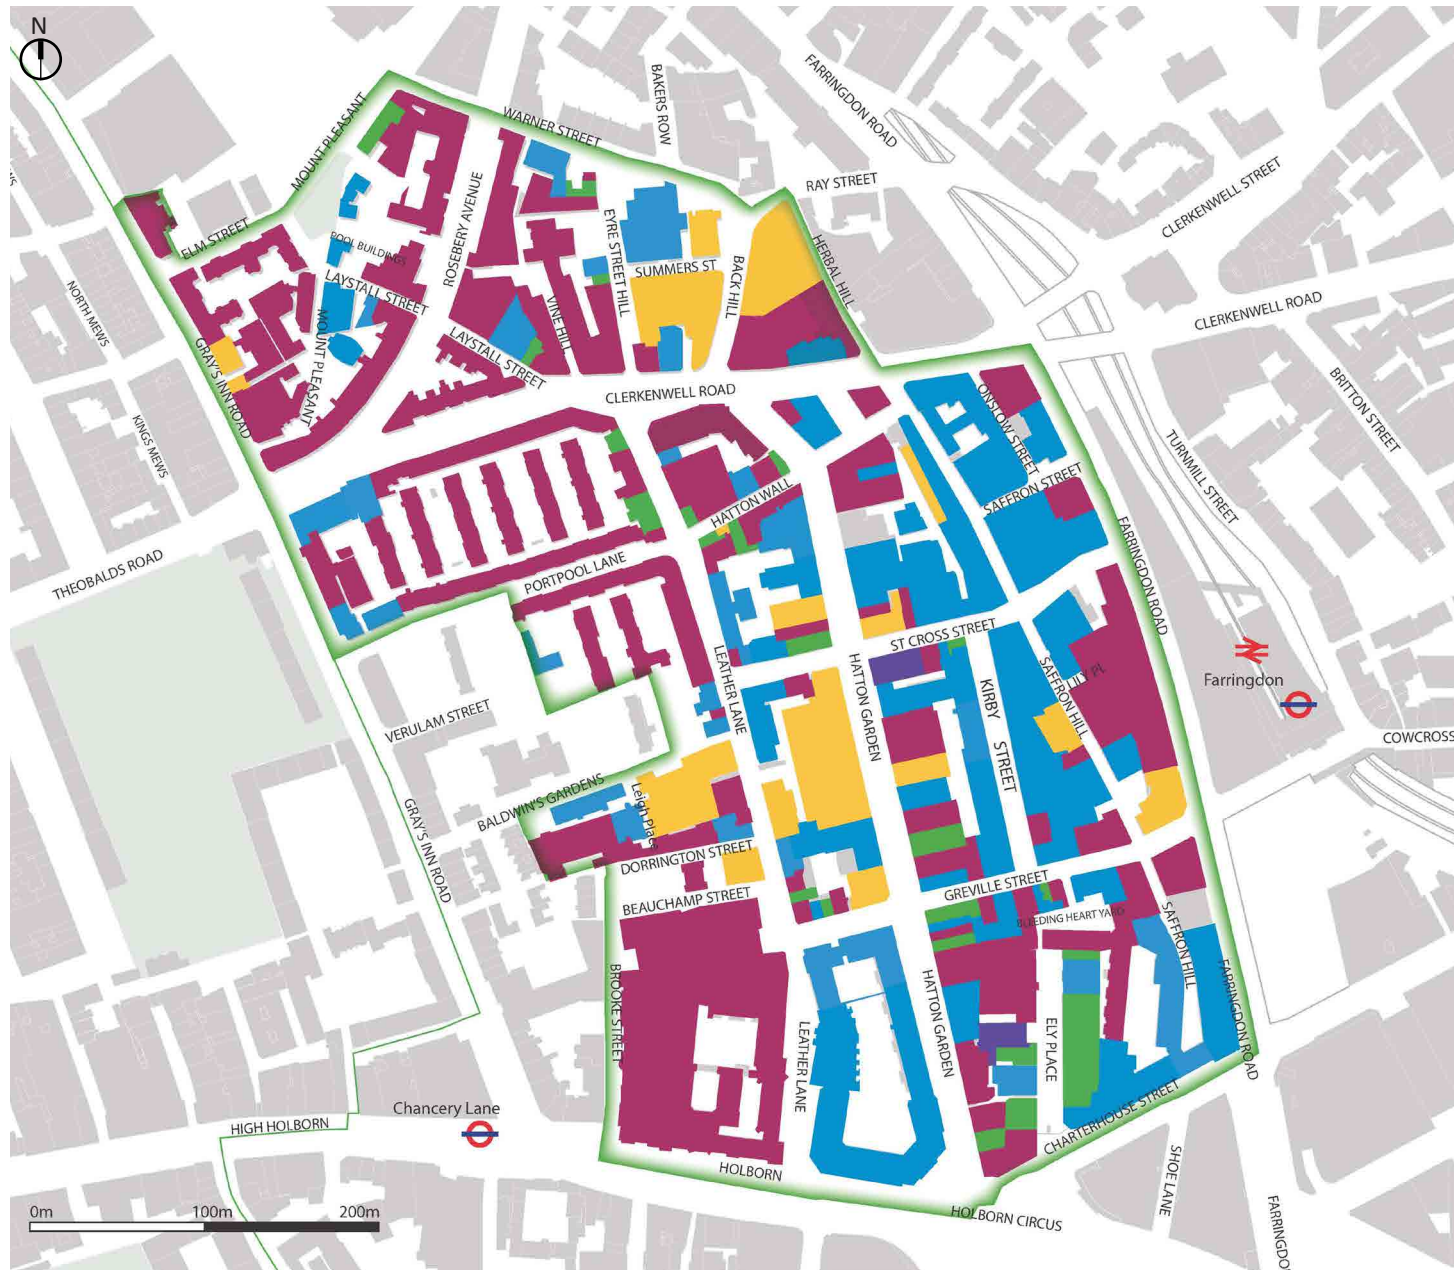 N
FARRINGDON ROAD
BAKERS ROW
WARNER STREET
MOUNT PLEASANT
RAY STREET
CLERKENWELL STREET
ROSEBERY AVENUE
ELM STREET
POOL BUILDINGS
EYRE STREET HILL
SUMMERS ST
BACK HILL
HERBAL HILL
LAYSTALL STREET
VINE HILL
NORTH MEWS
MOUNT PLEASANT
GRAY'S INN ROAD
LAYSTALL STREET
CLERKENWELL ROAD
CLERKENWELL ROAD
ONSLOW STREET
BRITTON STREET
KINGS MEWS
TURNMILL STREET
HATTON WALL
SAFFRON STREET
THEOBALDS ROAD
PORTPOOL LANE
FARRINGDON ROAD
ST CROSS STREET
LEATHER LANE
HATTON GARDEN
KIRBY
STREET
SAFFRON HILL
LILY Pl.
Farringdon
VERULAM STREET
COWCROSS
BALDWIN'S GARDENS
Leigh Place
GRAY'S INN ROAD
DORRINGTON STREET
GREVILLE STREET
BEAUCHAMP STREET
BLEEDING HEART YARD
SAFFRON HILL
BROOKE STREET
LEATHER LANE
HATTON GARDEN
ELY PLACE
FARRINGDON ROAD
Chancery Lane
HIGH HOLBORN
CHARTERHOUSE STREET
HOLBORN
SHOE LANE
HOLBORN CIRCUS
0m 100m 200m